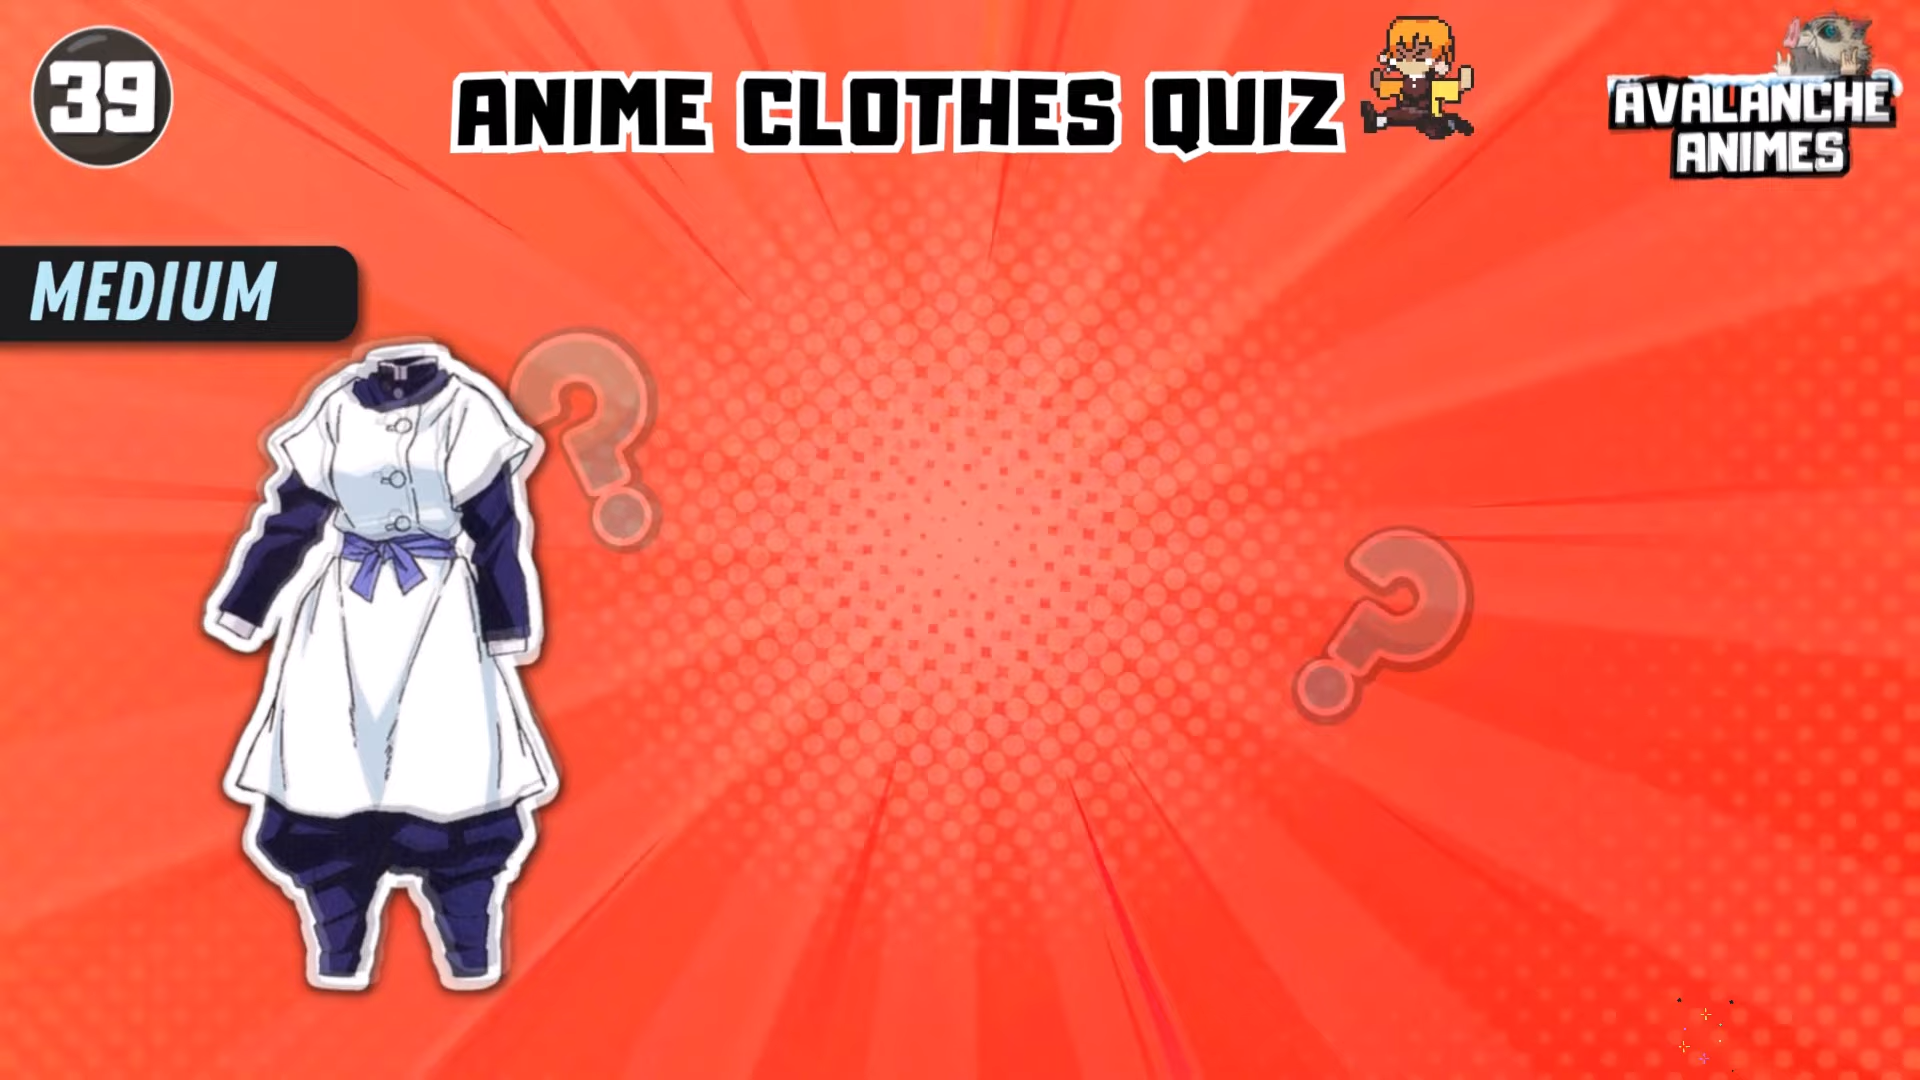 39
ANIME CLOTHES QUIZ
AVALANCHE
ANIMES
MEDIUM
?
?